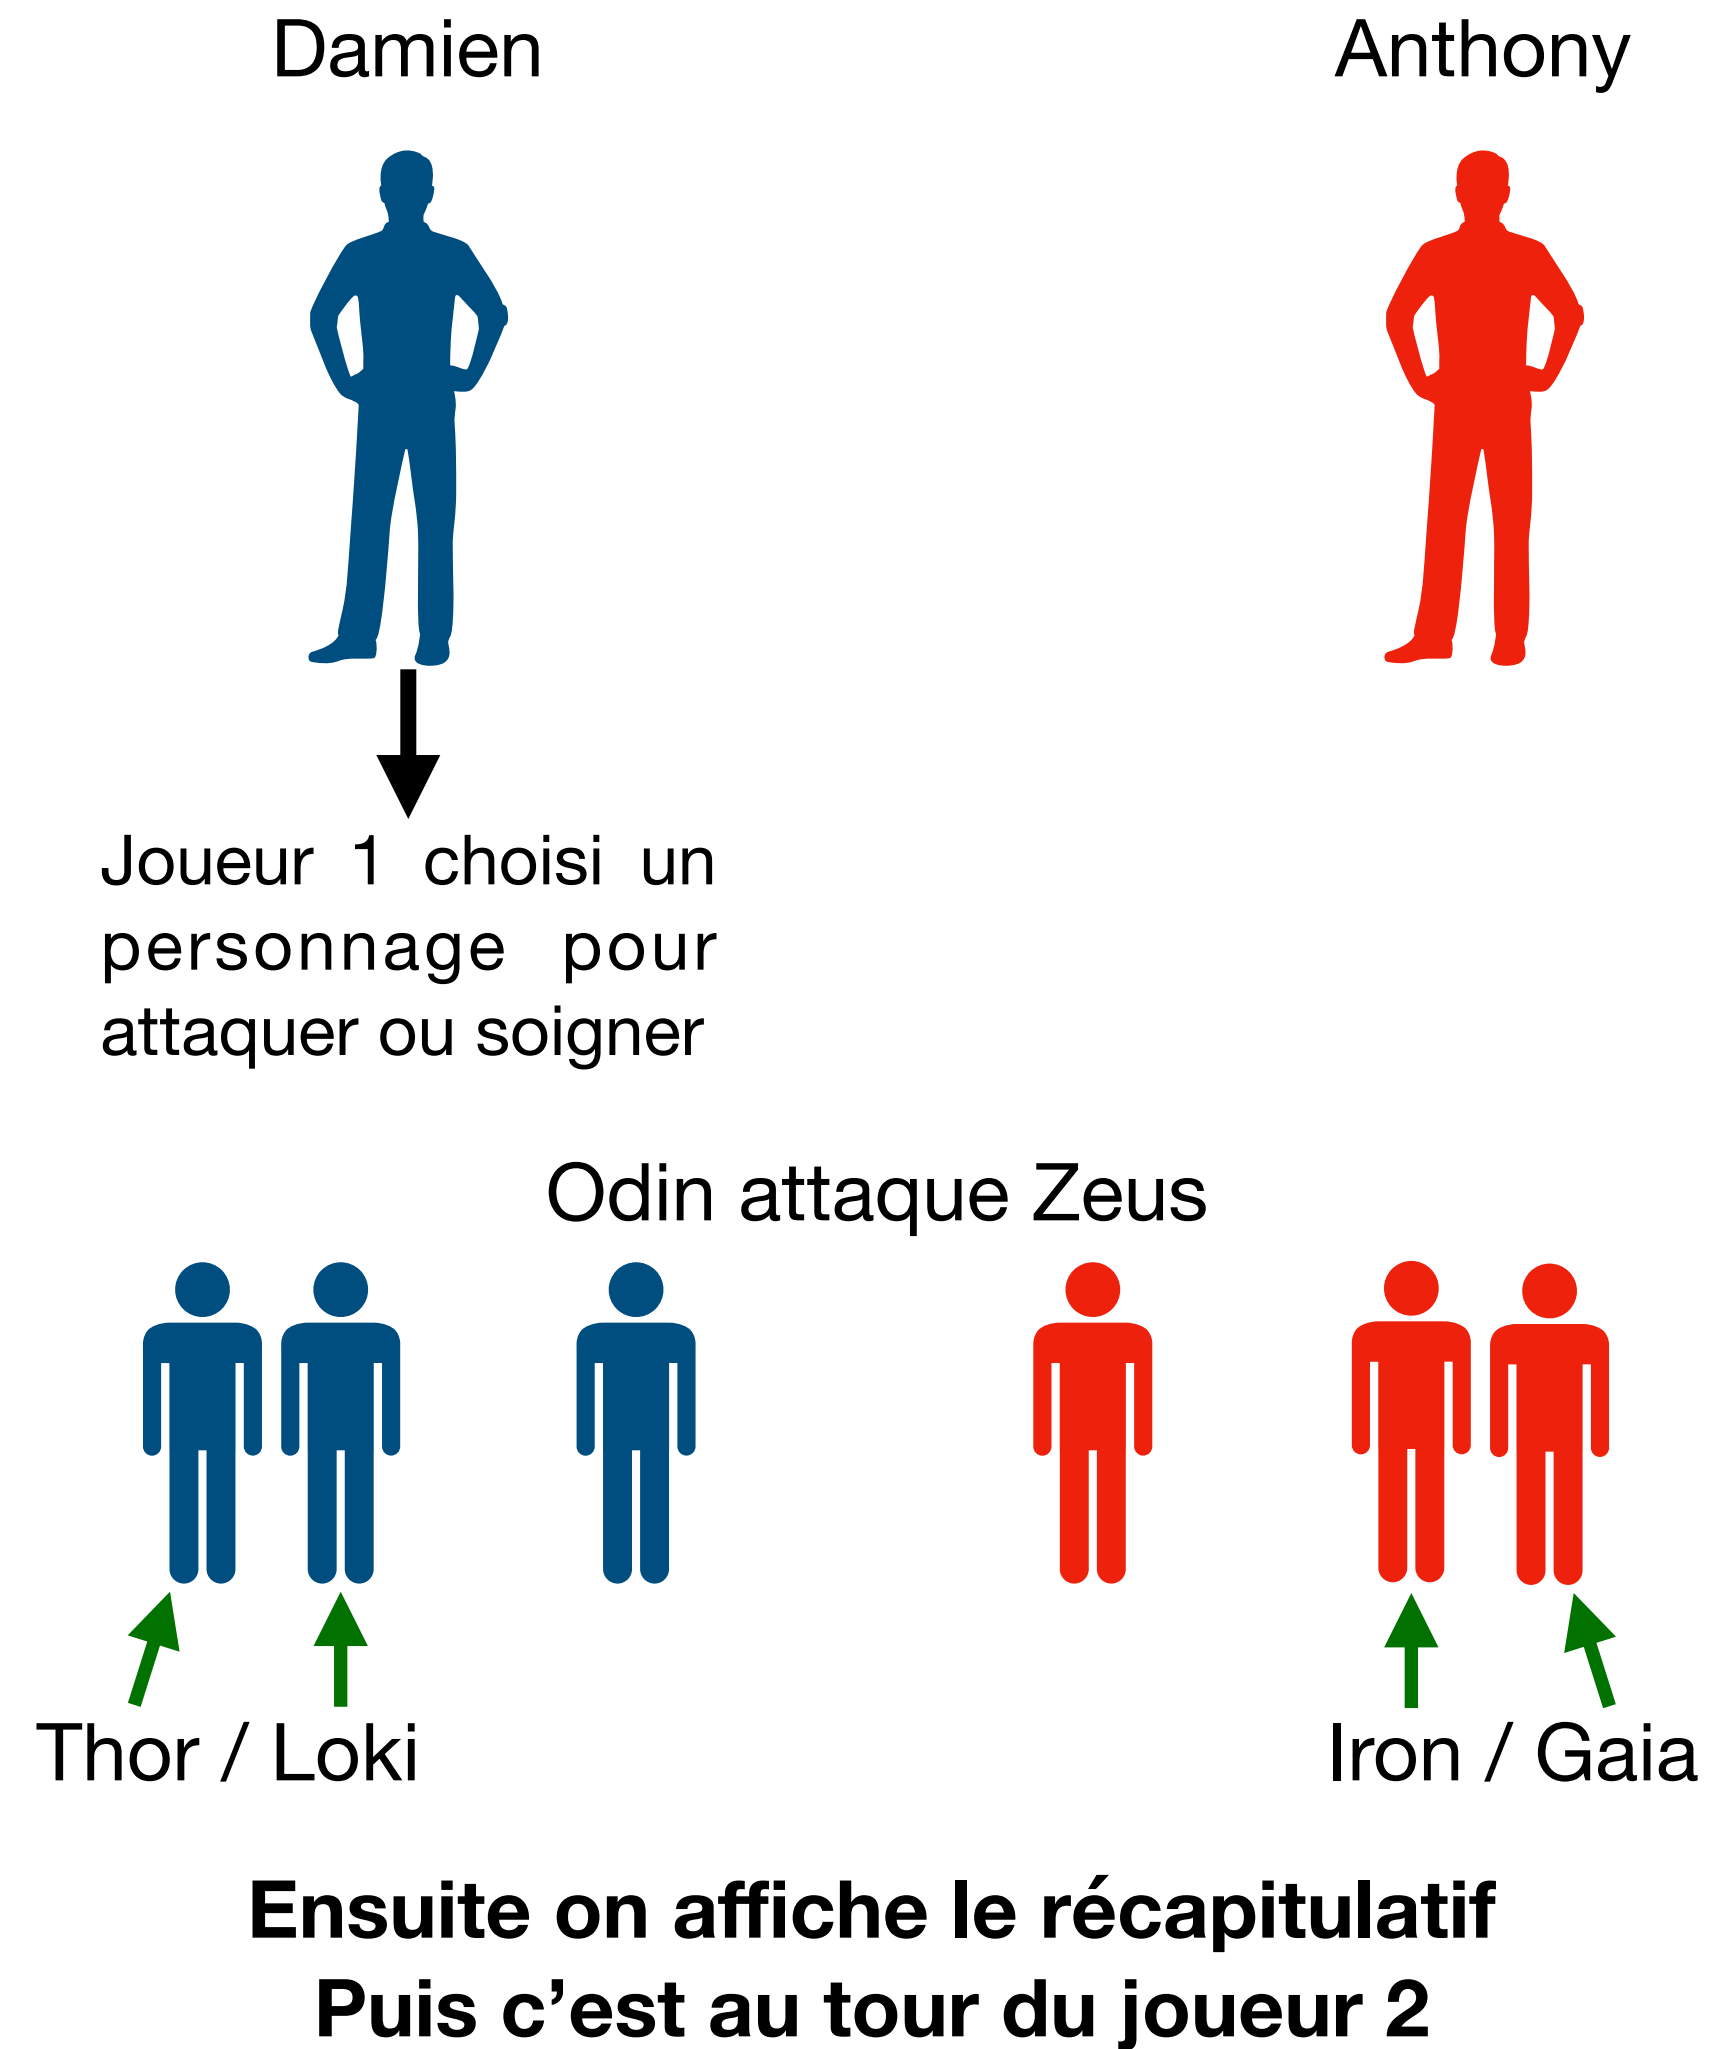 Damien
Anthony
Joueur 1 choisi un
personnage pour
attaquer ou soigner
Odin attaque Zeus
Thor / Loki
Iron / Gaia
Ensuite on affiche le récapitulatif
Puis c’est au tour du joueur 2